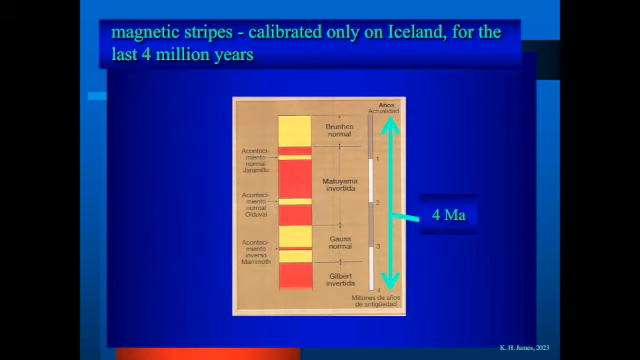 magnetic stripes - calibrated only on Iceland, for the
last 4 million years
Años
Actualidad
Brunhes
normal
Aconteci-
miento
normal
Jaramillo
1
Matuyama
invertida
Aconteci-
miento
normal
Olduvai
2
4 Ma
Gauss
normal
Aconteci-
miento
inverso
Mammoth
3
Gilbert
invertida
4
Millones de años
de antigüedad
K. H. James, 2023